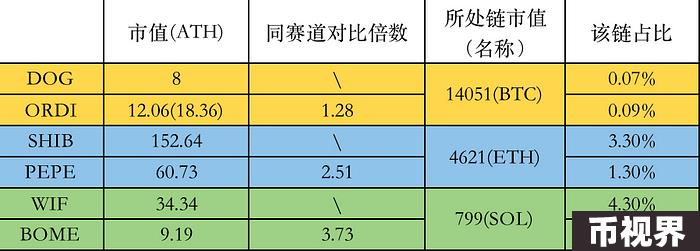 市值(ATH) 同赛道对比倍数 所处链市值
(名称) 该链占比
DOG 8 \ 14051(BTC) 0.07%
ORDI 12.06(18.36) 1.28 0.09%
SHIB 152.64 \ 4621(ETH) 3.30%
PEPE 60.73 2.51 1.30%
WIF 34.34 \ 799(SOL) 4.30%
BOME 9.19 3.73
币视界